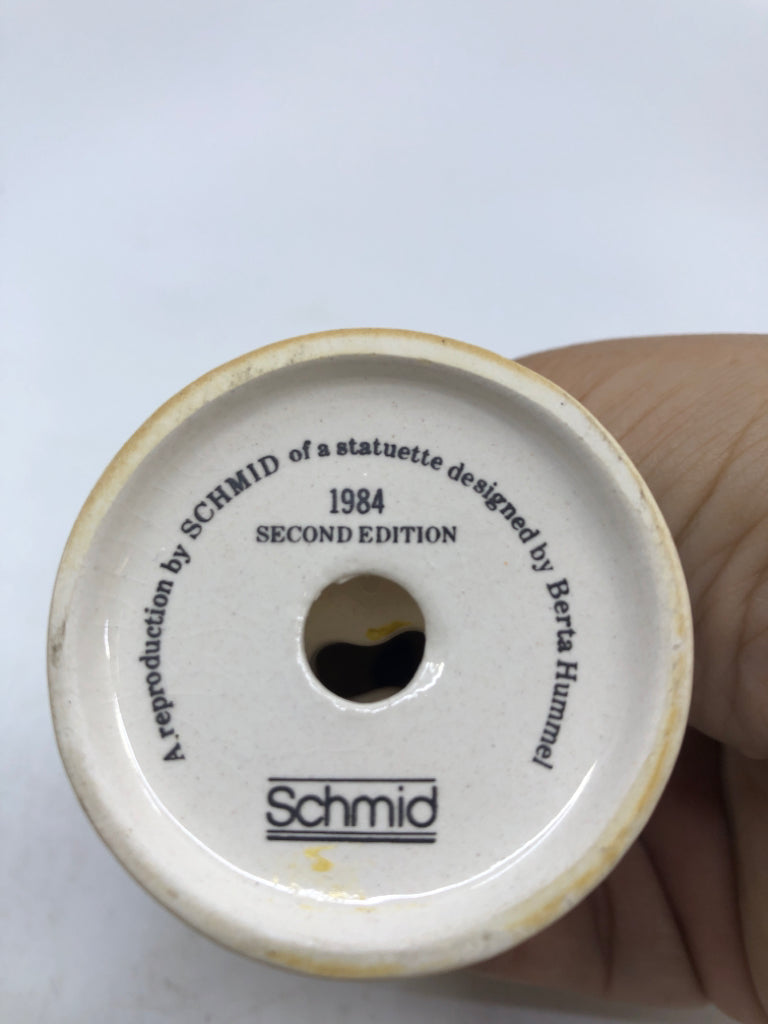 A reproduction by SCHMID of a statuette designed by Berta Hummel
1984
SECOND EDITION
Schmid